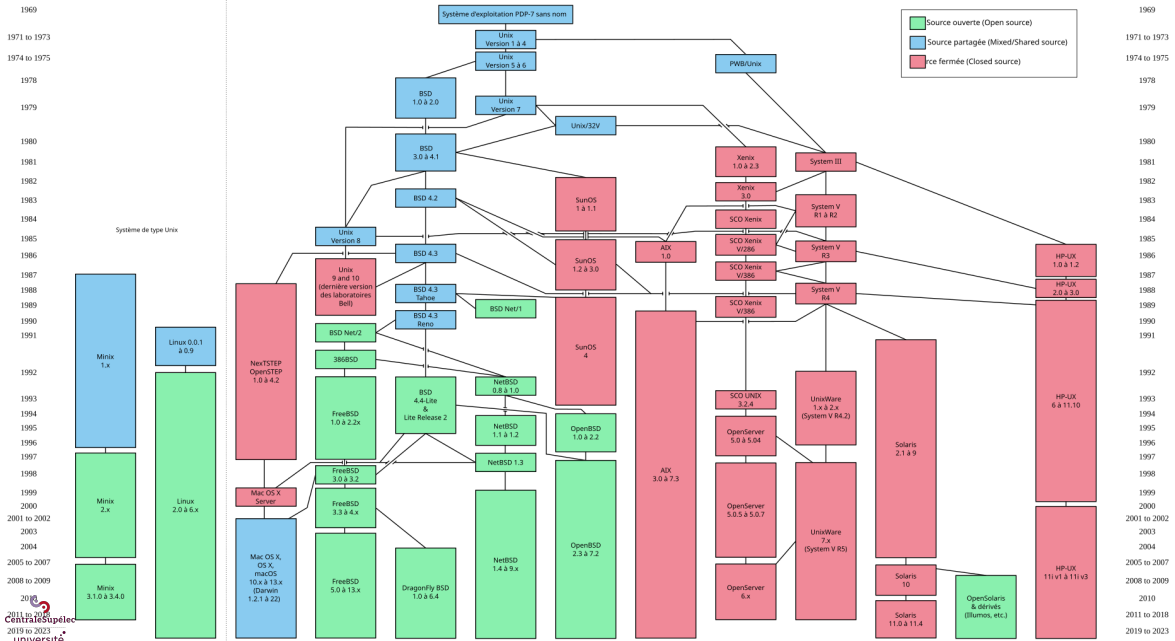 1969
Système d'exploitation PDP-7 sans nom
1969
Source ouverte (Open source)
1971 to 1973
Unix
Version 1 à 4
Source partagée (Mixed/Shared source)
1971 to 1973
1974 to 1975
Unix
Version 5 à 6
PWB/Unix
rce fermée (Closed source)
1974 to 1975
1978
1978
BSD
1.0 à 2.0
1979
Unix
Version 7
1979
Unix/32V
1980
1980
BSD
3.0 à 4.1
1981
Xenix
1.0 à 2.3
System III
1981
1982
1982
Xenix
3.0
1983
BSD 4.2
SunOS
1 à 1.1
System V
R1 à R2
1983
1984
SCO Xenix
1984
Système de type Unix
1985
Unix
Version 8
SCO Xenix
V/286
1985
1986
BSD 4.3
SunOS
1.2 à 3.0
AIX
1.0
System V
R3
HP-UX
1.0 à 1.2
1986
1987
Unix
9 and 10
(dernière version
des laboratoires
Bell)
SCO Xenix
V/386
1987
1988
BSD 4.3
Tahoe
System V
R4
HP-UX
2.0 à 3.0
1988
1989
BSD Net/1
SCO Xenix
V/386
1989
1990
BSD 4.3
Reno
1990
1991
Linux 0.0.1
à 0.9
BSD Net/2
1991
Minix
1.x
NexTSTEP
OpenSTEP
1.0 à 4.2
386BSD
SunOS
4
1992
1992
NetBSD
0.8 à 1.0
1993
BSD
4.4-Lite
&
Lite Release 2
SCO UNIX
3.2.4
UnixWare
1.x à 2.x
(System V R4.2)
HP-UX
6 à 11.10
1993
1994
FreeBSD
1.0 à 2.2x
1994
1995
NetBSD
1.1 à 1.2
OpenBSD
1.0 à 2.2
OpenServer
5.0 à 5.04
1995
1996
Solaris
2.1 à 9
1996
1997
NetBSD 1.3
1997
1998
FreeBSD
3.0 à 3.2
AIX
3.0 à 7.3
1998
1999
Minix
2.x
Linux
2.0 à 6.x
Mac OS X
Server
1999
2000
FreeBSD
3.3 à 4.x
OpenServer
5.0.5 à 5.0.7
2000
2001 to 2002
2001 to 2002
2003
UnixWare
7.x
(System V R5)
2003
2004
OpenBSD
2.3 à 7.2
2004
2005 to 2007
Mac OS X,
OS X,
macOS
10.x à 13.x
(Darwin
1.2.1 à 22)
NetBSD
1.4 à 9.x
2005 to 2007
2008 to 2009
Minix
3.1.0 à 3.4.0
FreeBSD
5.0 à 13.x
DragonFly BSD
1.0 à 6.4
OpenServer
6.x
Solaris
10
HP-UX
11i v1 à 11i v3
2008 to 2009
2010
OpenSolaris
& dérivés
(Illumos, etc.)
2010
2011 to 2018
Solaris
11.0 à 11.4
2011 to 2018
CentraleSupélec
2019 to 2023
2019 to 2023
université